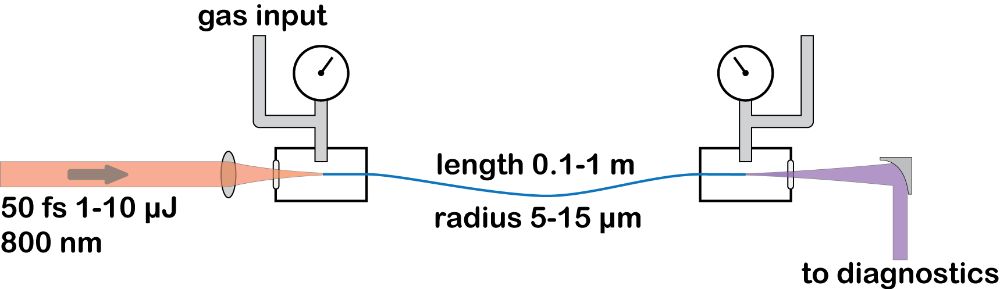 gas input
length 0.1-1 m
radius 5-15 µm
50 fs 1-10 µJ
800 nm
to diagnostics